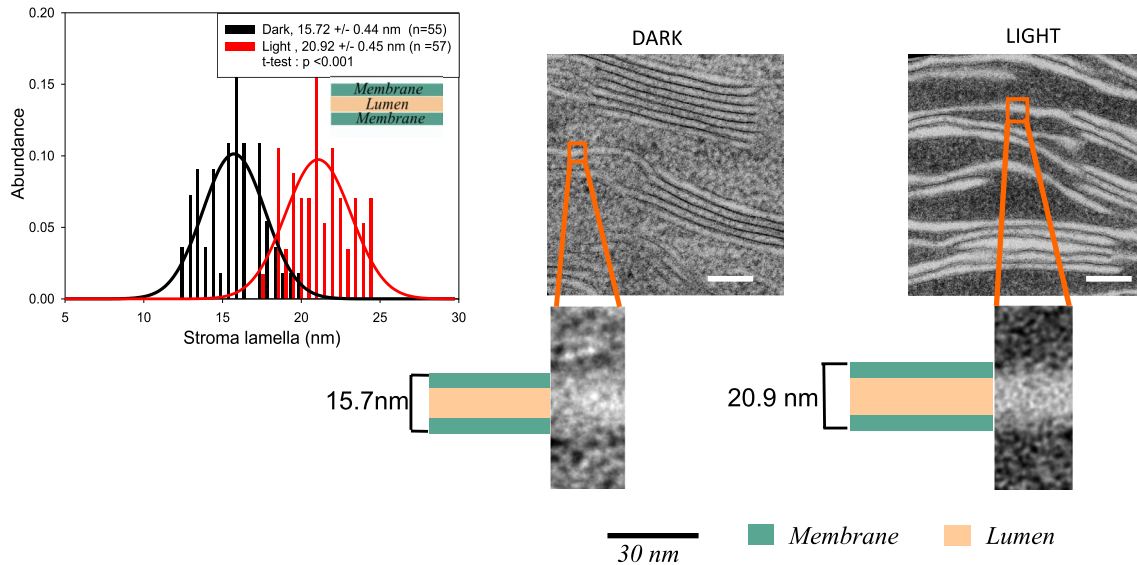 0.20
0.15
0.10
0.05
0.00
Abundance
5 10 15 20 25 30
Stroma lamella (nm)
Dark, 15.72 +/- 0.44 nm (n=55)
Light , 20.92 +/- 0.45 nm (n =57)
t-test : p <0.001
Membrane
Lumen
Membrane
DARK
LIGHT
15.7nm
20.9 nm
30 nm
Membrane
Lumen